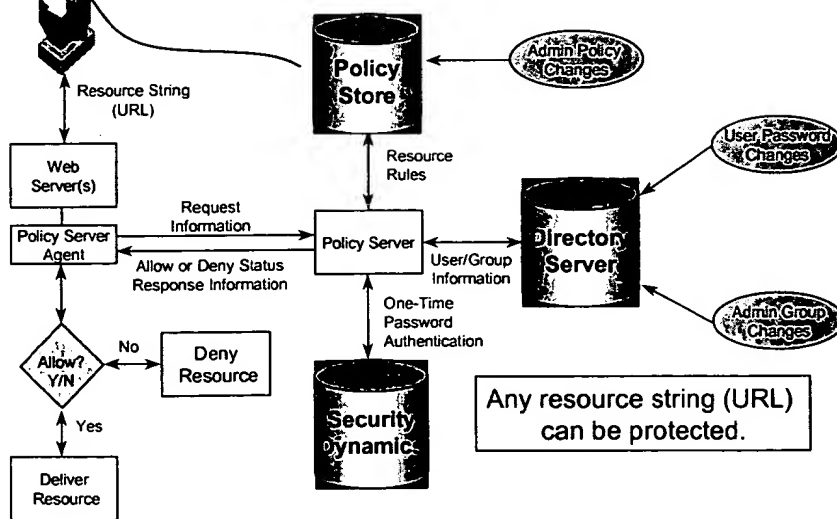 Admin Policy
Changes
Policy
Store
Resource String
(URL)
User Password
Changes
Web
Server(s)
Resource
Rules
Request
Information
Policy Server
Agent
Policy Server
Directory
Server
User/Group
Information
Allow or Deny Status
Response Information
One-Time
Password
Authentication
Admin Group
Changes
Allow?
Y/N
No
Deny
Resource
Yes
Security
Dynamic
Any resource string (URL)
can be protected.
Deliver
Resource